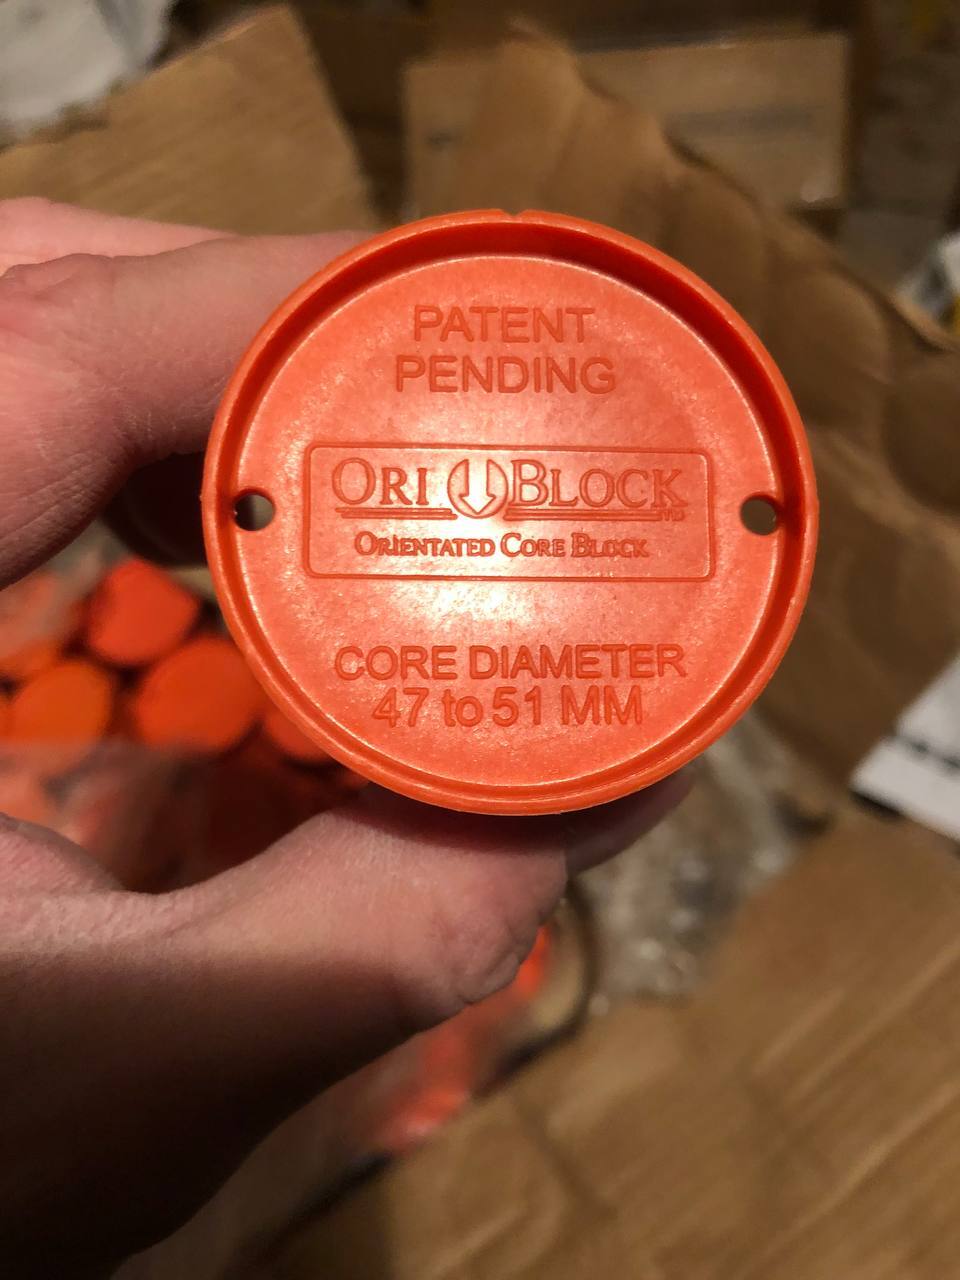 PATENT
PENDING
ORI BLOCK
ORIENTATED CORE BLOCK
CORE DIAMETER
47 to 51 MM